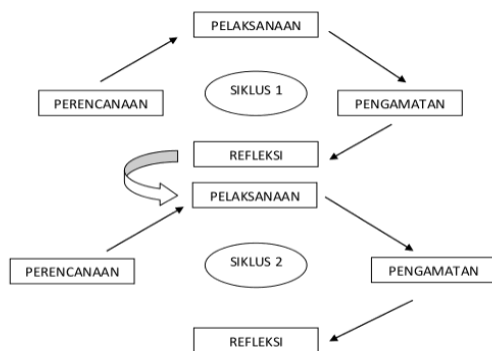 PELAKSANAAN
SIKLUS 1
PERENCANAAN
PENGAMATAN
REFLEKSI
PELAKSANAAN
SIKLUS 2
PERENCANAAN
PENGAMATAN
REFLEKSI